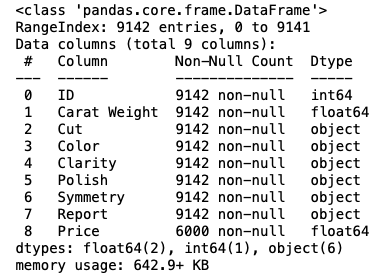 <class 'pandas.core.frame.DataFrame'>
RangeIndex: 9142 entries, 0 to 9141
Data columns (total 9 columns):
 #   Column        Non-Null Count  Dtype
---  ------        --------------  -----
 0   ID            9142 non-null   int64
 1   Carat Weight  9142 non-null   float64
 2   Cut           9142 non-null   object
 3   Color         9142 non-null   object
 4   Clarity       9142 non-null   object
 5   Polish        9142 non-null   object
 6   Symmetry      9142 non-null   object
 7   Report        9142 non-null   object
 8   Price         6000 non-null   float64
dtypes: float64(2), int64(1), object(6)
memory usage: 642.9+ KB